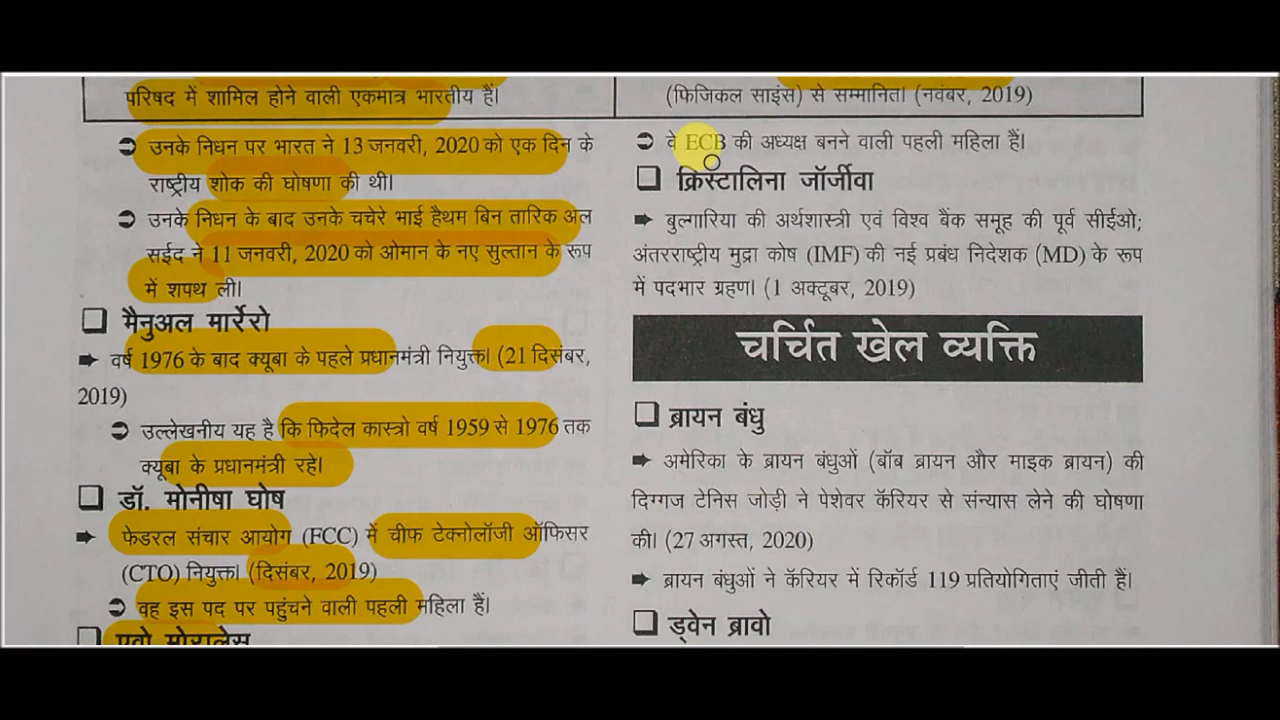 परिषद में शामिल होने वाली एकमात्र भारतीय हैं।
उनके निधन पर भारत ने 13 जनवरी, 2020 को एक दिन के
राष्ट्रीय शोक की घोषणा की थी।
उनके निधन के बाद उनके चचेरे भाई हैथम बिन तारिक अल
सईद ने 11 जनवरी, 2020 को ओमान के नए सुल्तान के रूप
में शपथ ली।
मैनुअल मार्रेरो
वर्ष 1976 के बाद क्यूबा के पहले प्रधानमंत्री नियुक्त। (21 दिसंबर,
2019)
उल्लेखनीय यह है कि फिदेल कास्त्रो वर्ष 1959 से 1976 तक
क्यूबा के प्रधानमंत्री रहे।
डॉ. मोनीषा घोष
फेडरल संचार आयोग (FCC) में चीफ टेक्नोलॉजी ऑफिसर
(CTO) नियुक्त। (दिसंबर, 2019)
वह इस पद पर पहुंचने वाली पहली महिला हैं।
एवो मोरालेस
(फिजिकल साइंस) से सम्मानित। (नवंबर, 2019)
वे ECB की अध्यक्ष बनने वाली पहली महिला हैं।
क्रिस्टालिना जॉर्जीवा
बुल्गारिया की अर्थशास्त्री एवं विश्व बैंक समूह की पूर्व सीईओ;
अंतरराष्ट्रीय मुद्रा कोष (IMF) की नई प्रबंध निदेशक (MD) के रूप
में पदभार ग्रहण। (1 अक्टूबर, 2019)
चर्चित खेल व्यक्ति
ब्रायन बंधु
अमेरिका के ब्रायन बंधुओं (बॉब ब्रायन और माइक ब्रायन) की
दिग्गज टेनिस जोड़ी ने पेशेवर कॅरियर से संन्यास लेने की घोषणा
की। (27 अगस्त, 2020)
ब्रायन बंधुओं ने कॅरियर में रिकॉर्ड 119 प्रतियोगिताएं जीती हैं।
ड्वेन ब्रावो